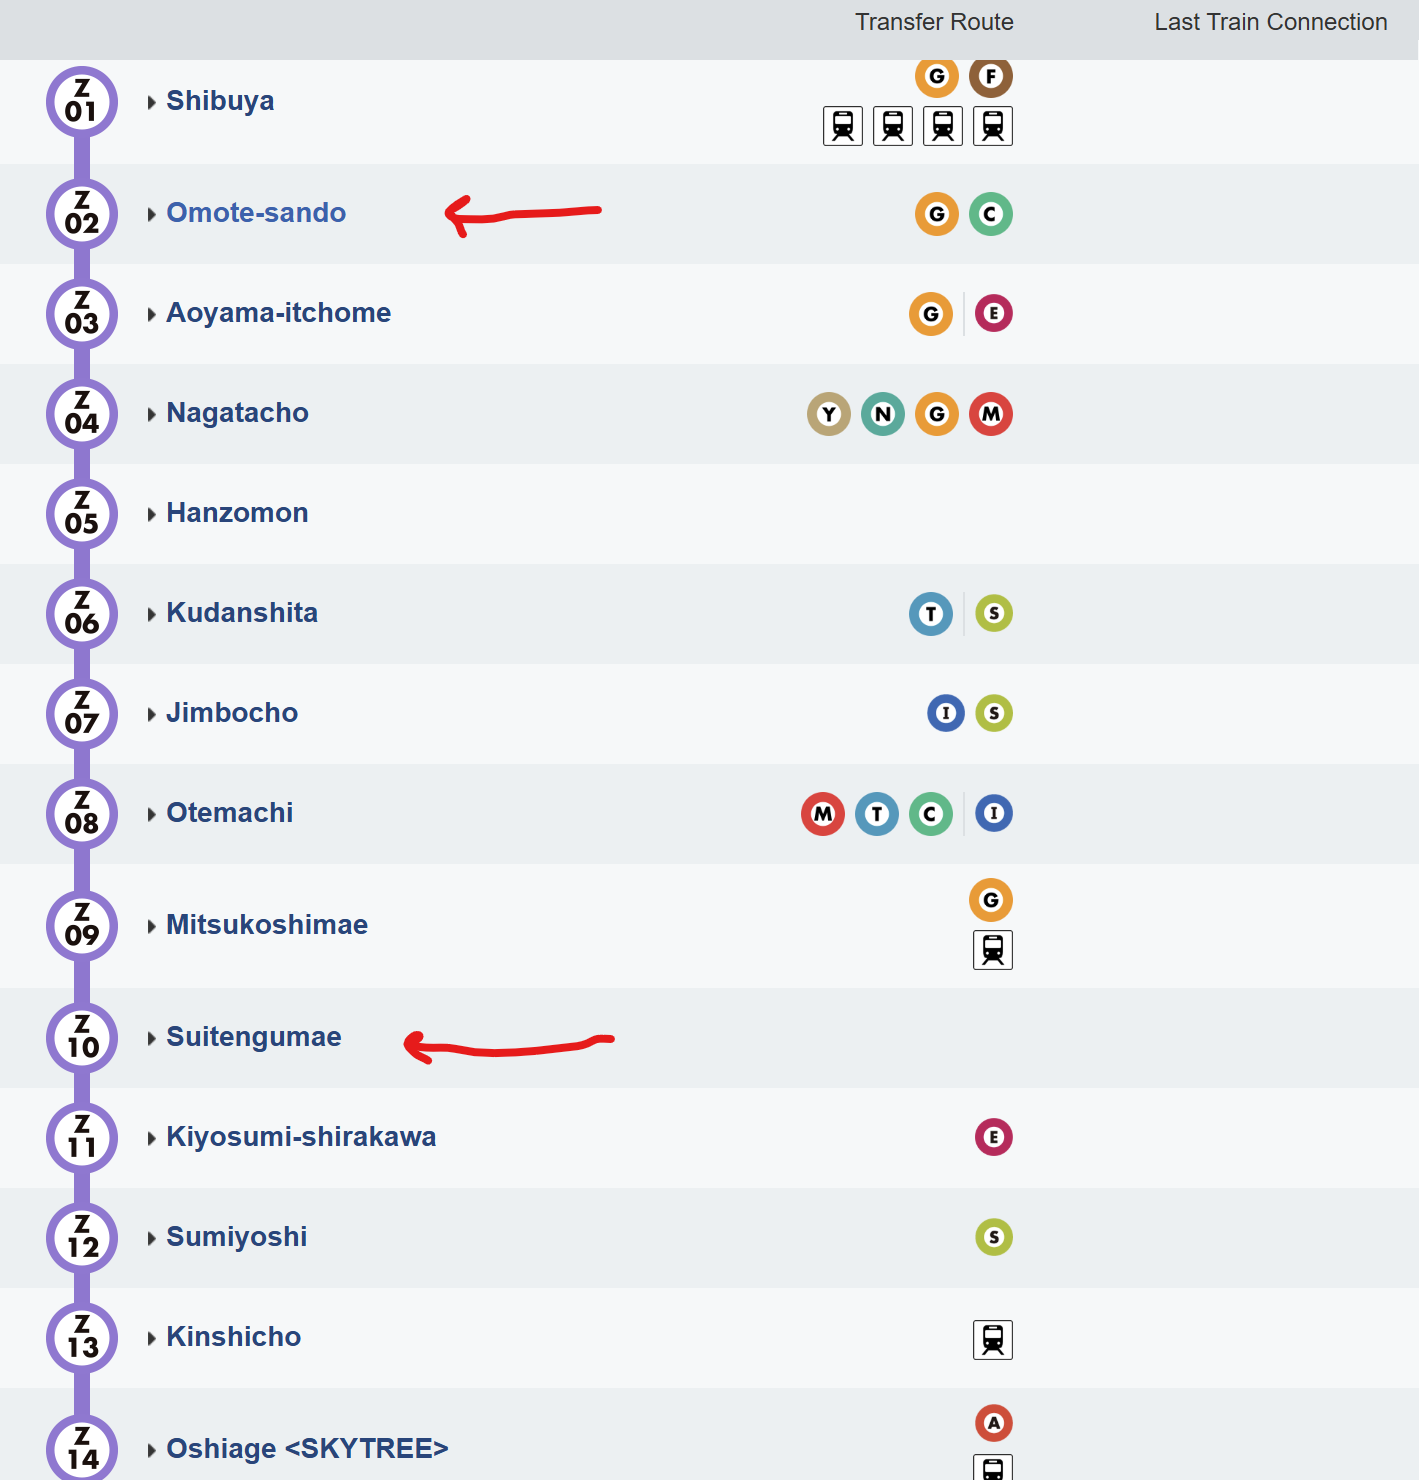 Transfer Route Last Train Connection
Z 01 Shibuya G F
Z 02 Omote-sando G C
Z 03 Aoyama-itchome G E
Z 04 Nagatacho Y N G M
Z 05 Hanzomon
Z 06 Kudanshita T S
Z 07 Jimbocho I S
Z 08 Otemachi M T C I
Z 09 Mitsukoshimae G
Z 10 Suitengumae
Z 11 Kiyosumi-shirakawa E
Z 12 Sumiyoshi S
Z 13 Kinshicho
Z 14 Oshiage <SKYTREE> A